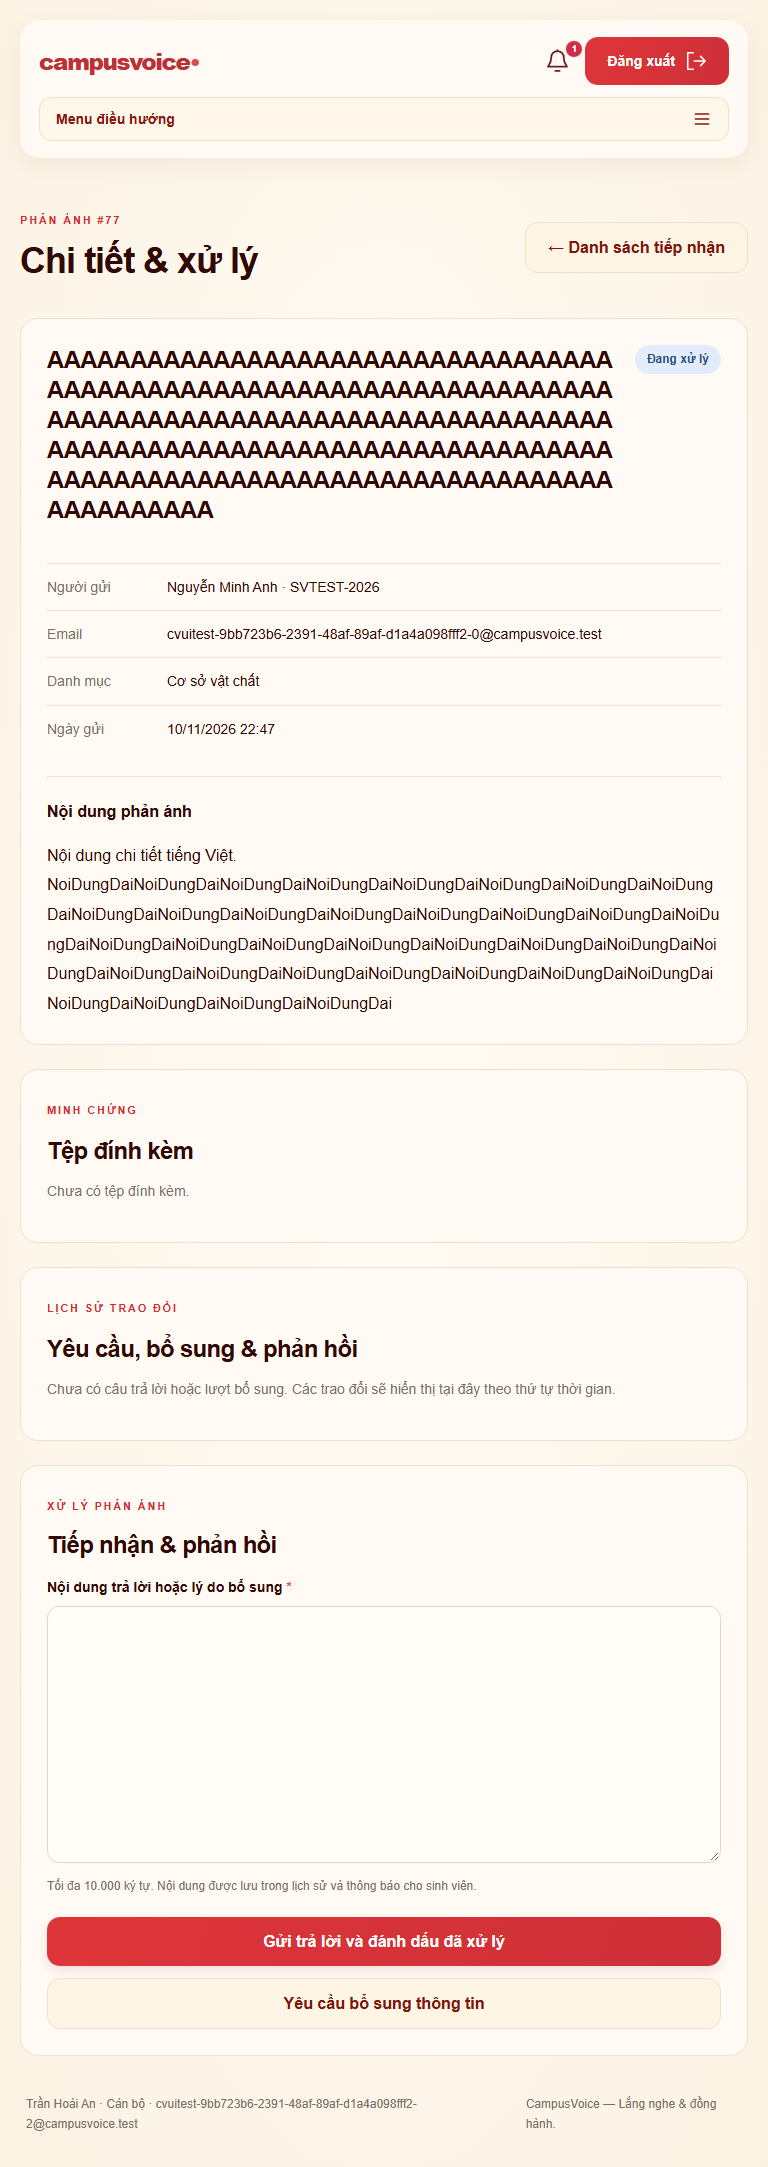 campusvoice
1
Đăng xuất
Menu điều hướng
PHẢN ÁNH #77
Chi tiết & xử lý
← Danh sách tiếp nhận
AAAAAAAAAAAAAAAAAAAAAAAAAAAAAAAAAA
AAAAAAAAAAAAAAAAAAAAAAAAAAAAAAAAAA
AAAAAAAAAAAAAAAAAAAAAAAAAAAAAAAAAA
AAAAAAAAAAAAAAAAAAAAAAAAAAAAAAAAAA
AAAAAAAAAAAAAAAAAAAAAAAAAAAAAAAAAA
AAAAAAAAAA
Đang xử lý
Người gửi Nguyễn Minh Anh · SVTEST-2026
Email cvuitest-9bb723b6-2391-48af-89af-d1a4a098fff2-0@campusvoice.test
Danh mục Cơ sở vật chất
Ngày gửi 10/11/2026 22:47
Nội dung phản ánh
Nội dung chi tiết tiếng Việt.
NoiDungDaiNoiDungDaiNoiDungDaiNoiDungDaiNoiDungDaiNoiDungDaiNoiDungDaiNoiDung
DaiNoiDungDaiNoiDungDaiNoiDungDaiNoiDungDaiNoiDungDaiNoiDungDaiNoiDungDaiNoiDu
ngDaiNoiDungDaiNoiDungDaiNoiDungDaiNoiDungDaiNoiDungDaiNoiDungDaiNoiDungDaiNoi
DungDaiNoiDungDaiNoiDungDaiNoiDungDaiNoiDungDaiNoiDungDaiNoiDungDaiNoiDungDai
NoiDungDaiNoiDungDaiNoiDungDaiNoiDungDai
MINH CHỨNG
Tệp đính kèm
Chưa có tệp đính kèm.
LỊCH SỬ TRAO ĐỔI
Yêu cầu, bổ sung & phản hồi
Chưa có câu trả lời hoặc lượt bổ sung. Các trao đổi sẽ hiển thị tại đây theo thứ tự thời gian.
XỬ LÝ PHẢN ÁNH
Tiếp nhận & phản hồi
Nội dung trả lời hoặc lý do bổ sung *
Tối đa 10.000 ký tự. Nội dung được lưu trong lịch sử và thông báo cho sinh viên.
Gửi trả lời và đánh dấu đã xử lý
Yêu cầu bổ sung thông tin
Trần Hoài An · Cán bộ · cvuitest-9bb723b6-2391-48af-89af-d1a4a098fff2-
2@campusvoice.test
CampusVoice — Lắng nghe & đồng
hành.